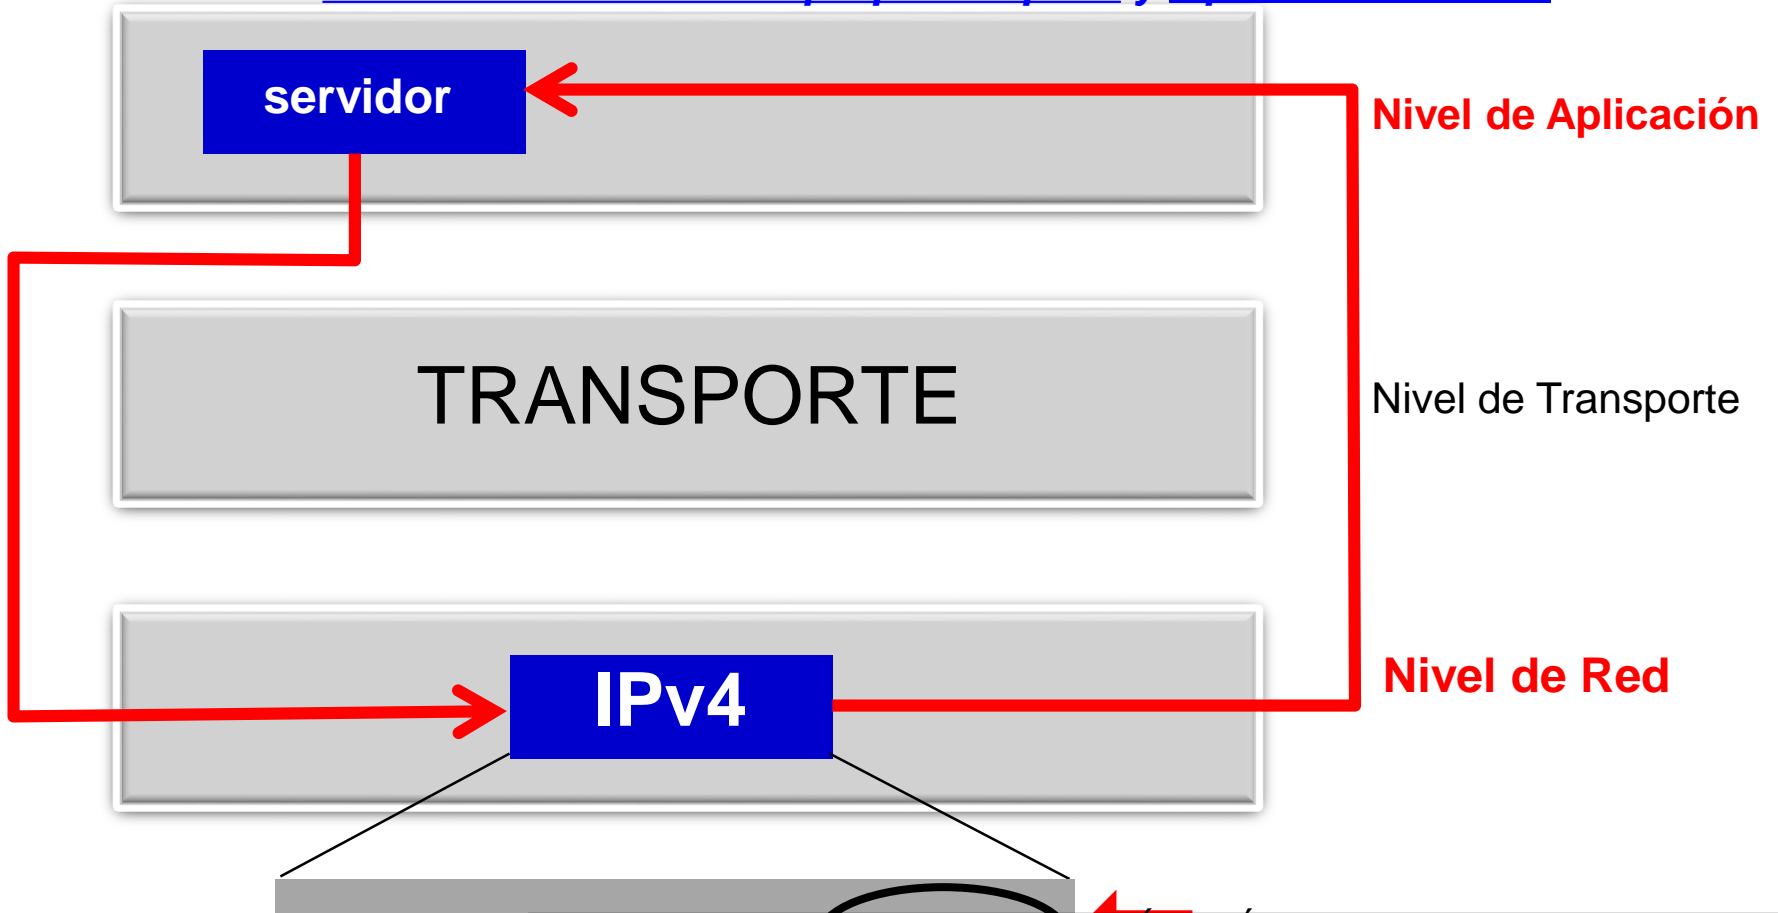 y
servidor
Nivel de Aplicación
TRANSPORTE
Nivel de Transporte
IPv4
Nivel de Red